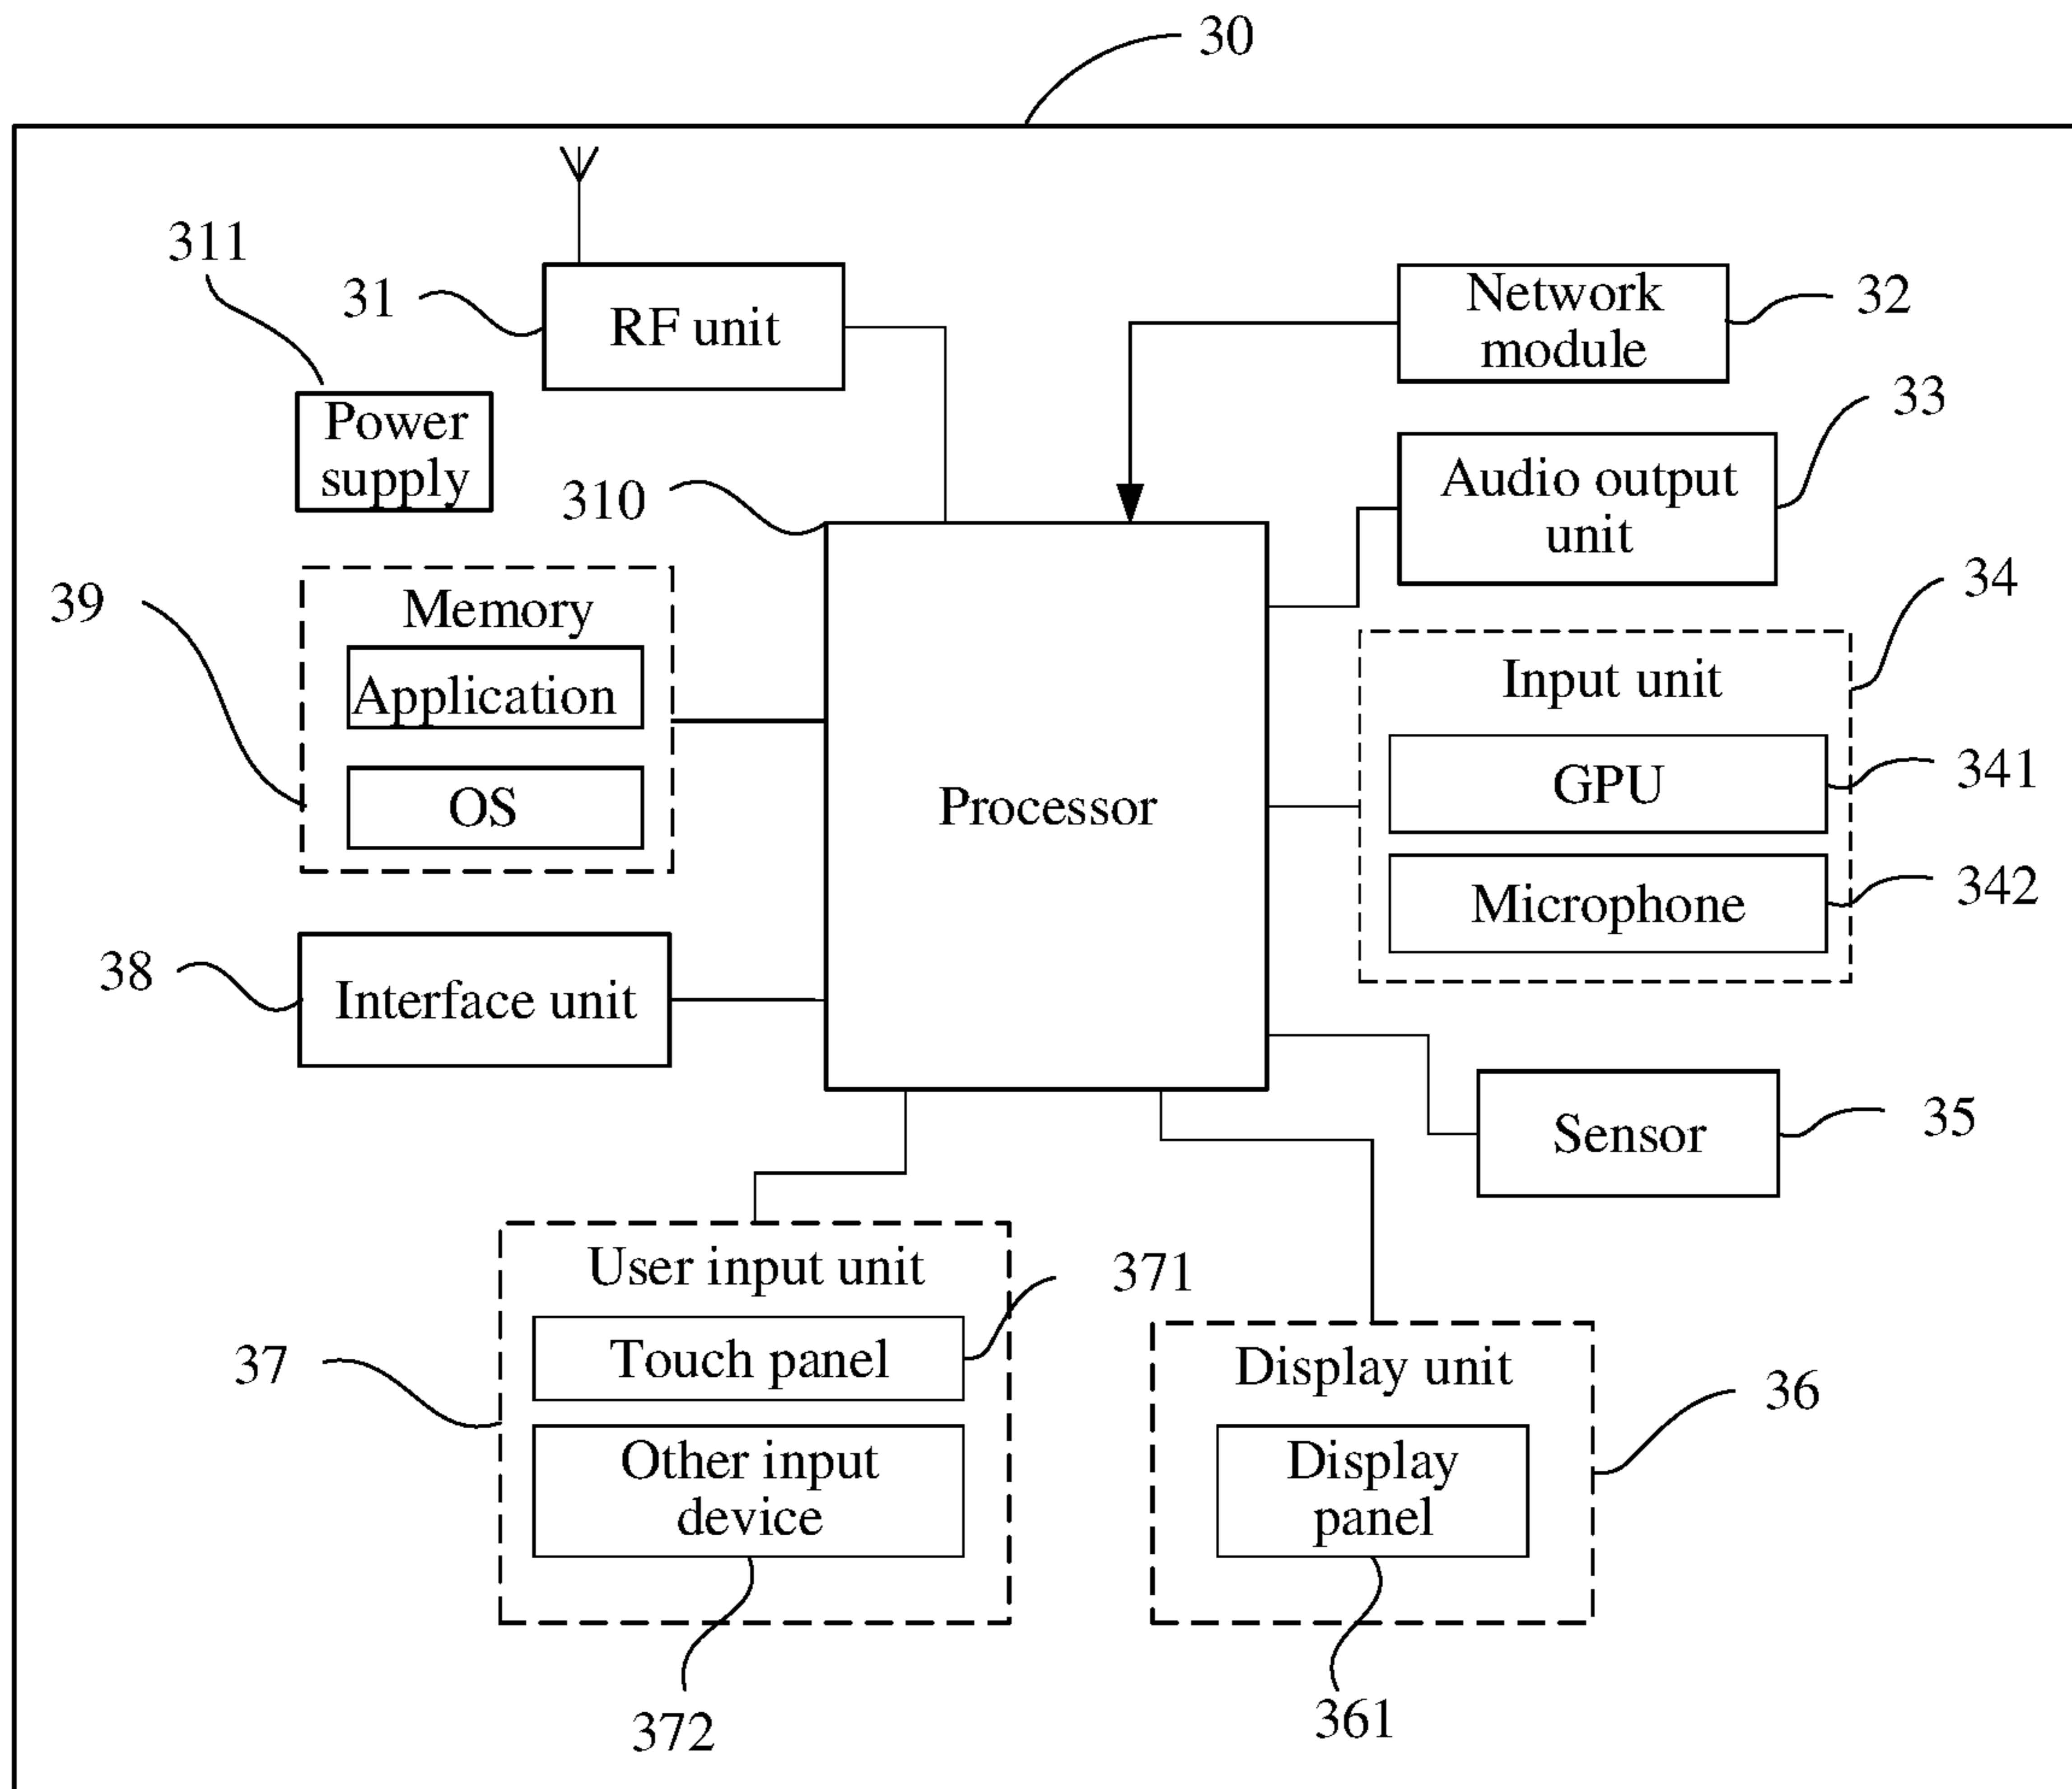 30
311
31
RF unit
Network
module
32
Power
supply
33
Audio output
unit
310
39
Memory
Application
OS
Processor
34
Input unit
GPU
341
Microphone
342
38
Interface unit
Sensor
35
User input unit
371
Touch panel
37
Other input
device
372
Display unit
36
Display
panel
361